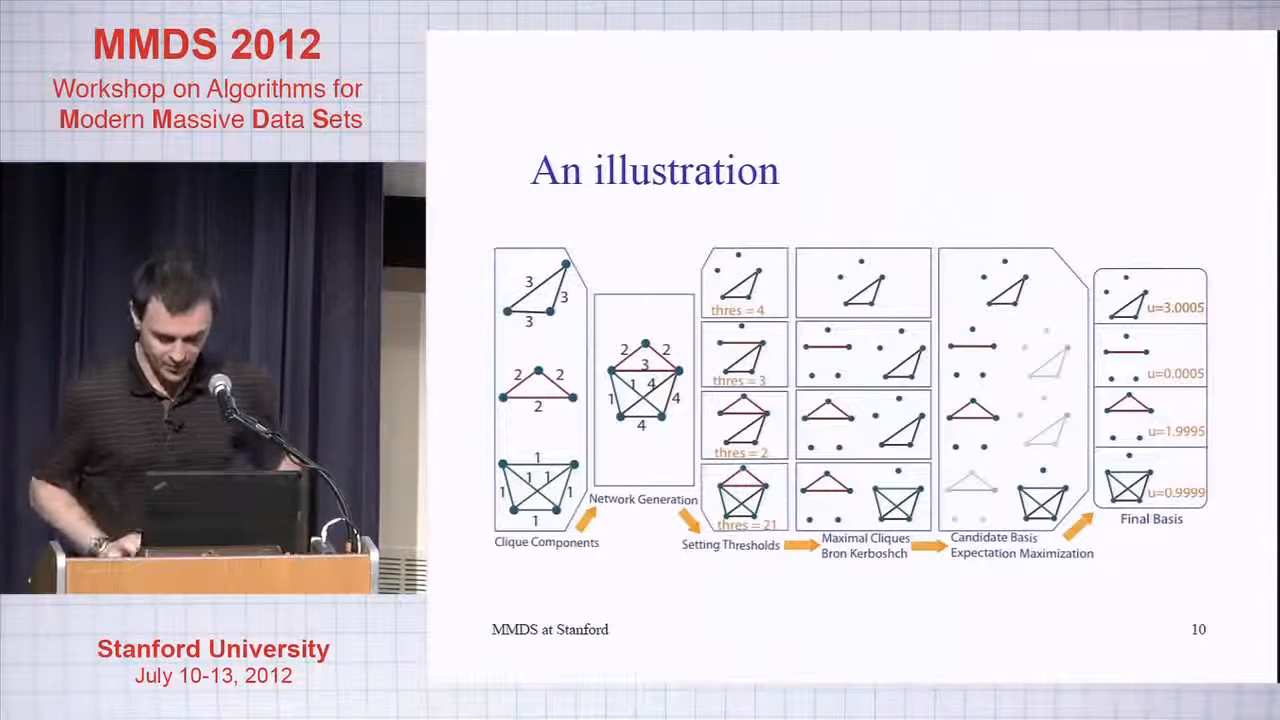 MMDS 2012
Workshop on Algorithms for
Modern Massive Data Sets
An illustration
3
3
3
2
2
2
1
1 1
1
1
1
2
2
3
1 4
1
4
4
thres = 4
thres = 3
thres = 2
thres = 21
u=3.0005
u=0.0005
u=1.9995
u=0.9999
Clique Components
Network Generation
Setting Thresholds
Maximal Cliques
Bron Kerboshch
Candidate Basis
Expectation Maximization
Final Basis
MMDS at Stanford
10
Stanford University
July 10-13, 2012